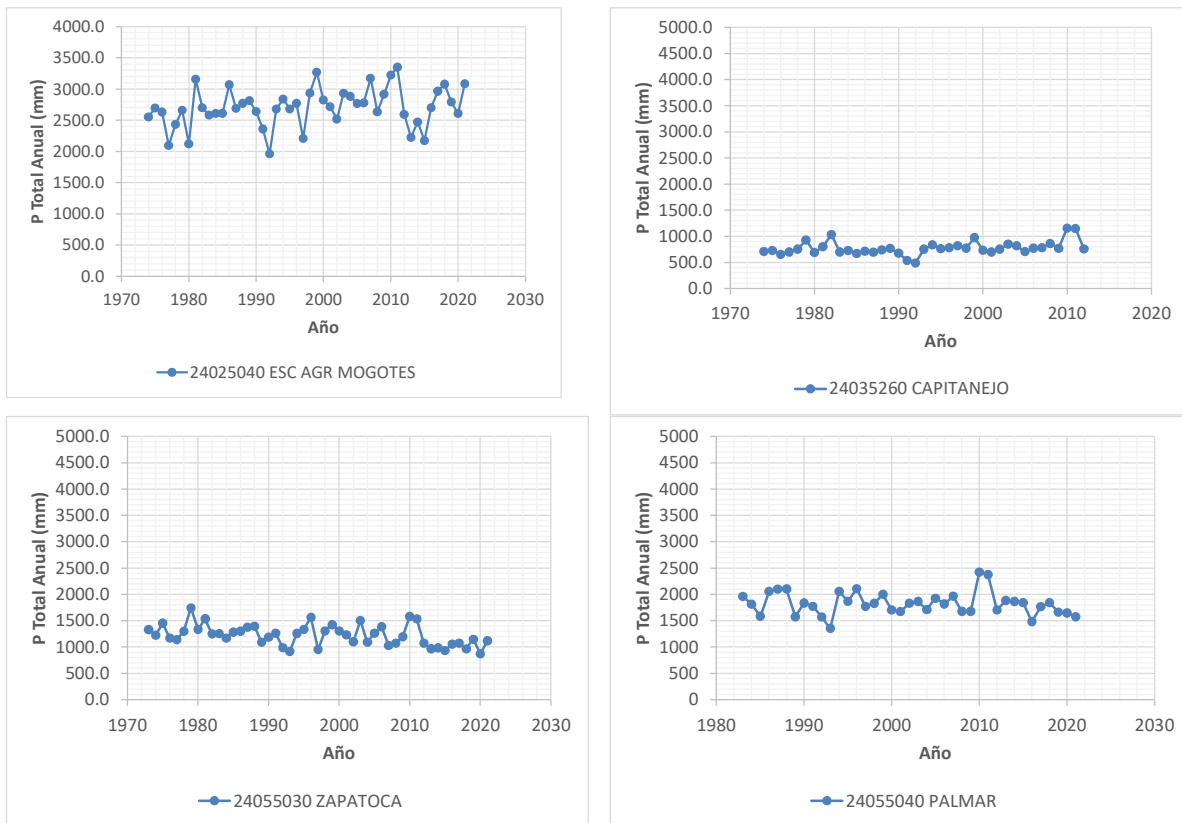 4000.0
3500.0
3000.0
2500.0
2000.0
1500.0
1000.0
500.0
0.0
P Total Anual (mm)
1970 1980 1990 2000 2010 2020 2030
Año
24025040 ESC AGR MOGOTES
5000.0
4500.0
4000.0
3500.0
3000.0
2500.0
2000.0
1500.0
1000.0
500.0
0.0
P Total Anual (mm)
1970 1980 1990 2000 2010 2020
Año
24035260 CAPITANEJO
5000.0
4500.0
4000.0
3500.0
3000.0
2500.0
2000.0
1500.0
1000.0
500.0
0.0
P Total Anual (mm)
1970 1980 1990 2000 2010 2020 2030
Año
24055030 ZAPATOCA
5000
4500
4000
3500
3000
2500
2000
1500
1000
500
0
P Total Anual (mm)
1980 1990 2000 2010 2020 2030
Año
24055040 PALMAR